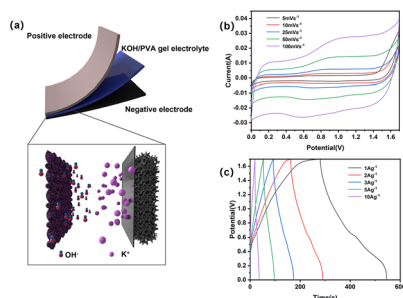 (a)
Positive electrode
KOH/PVA gel electrolyte
Negative electrode
OH⁻
K⁺
(b)
Current(A)
0.04
0.03
0.02
0.01
0.00
-0.01
-0.02
-0.03
5mVs⁻¹
10mVs⁻¹
25mVs⁻¹
50mVs⁻¹
100mVs⁻¹
0.0 0.2 0.4 0.6 0.8 1.0 1.2 1.4 1.6
Potential(V)
(c)
Potential(V)
1.6
1.4
1.2
1.0
0.8
0.6
0.4
0.2
0.0
1Ag⁻¹
2Ag⁻¹
3Ag⁻¹
5Ag⁻¹
10Ag⁻¹
0 100 200 300 400 500 600
Time(s)